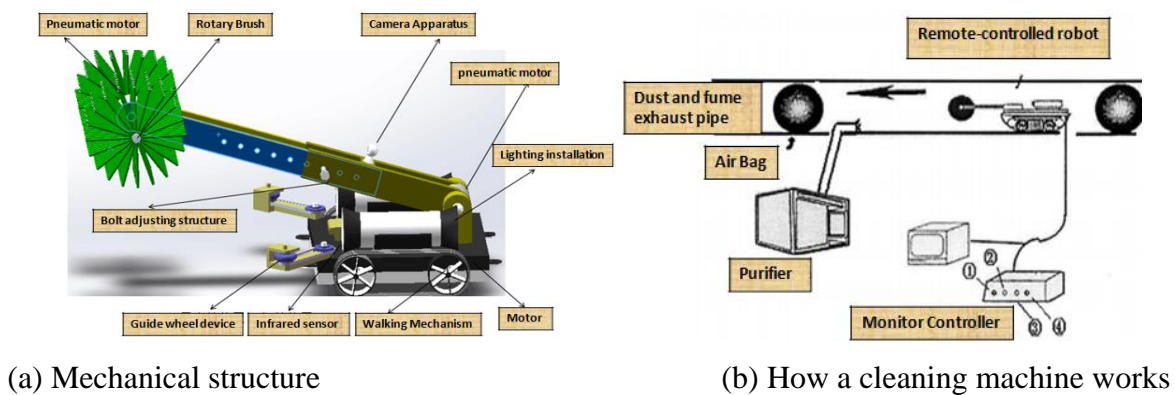 Pneumatic motor
Rotary Brush
Camera Apparatus
pneumatic motor
Lighting installation
Bolt adjusting structure
Guide wheel device
Infrared sensor
Walking Mechanism
Motor
(a) Mechanical structure
Remote-controlled robot
Dust and fume
exhaust pipe
Air Bag
Purifier
①
②
③
④
Monitor Controller
(b) How a cleaning machine works